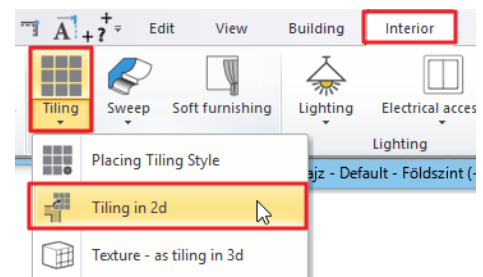 A Edit View Building Interior
Tiling Sweep Soft furnishing Lighting Electrical acces
Lighting
Placing Tiling Style
ajz - Default - Földszint (-
Tiling in 2d
Texture - as tiling in 3d